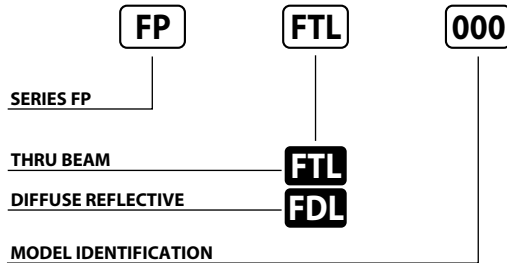 FP FTL 000
SERIES FP
THRU BEAM FTL
DIFFUSE REFLECTIVE FDL
MODEL IDENTIFICATION